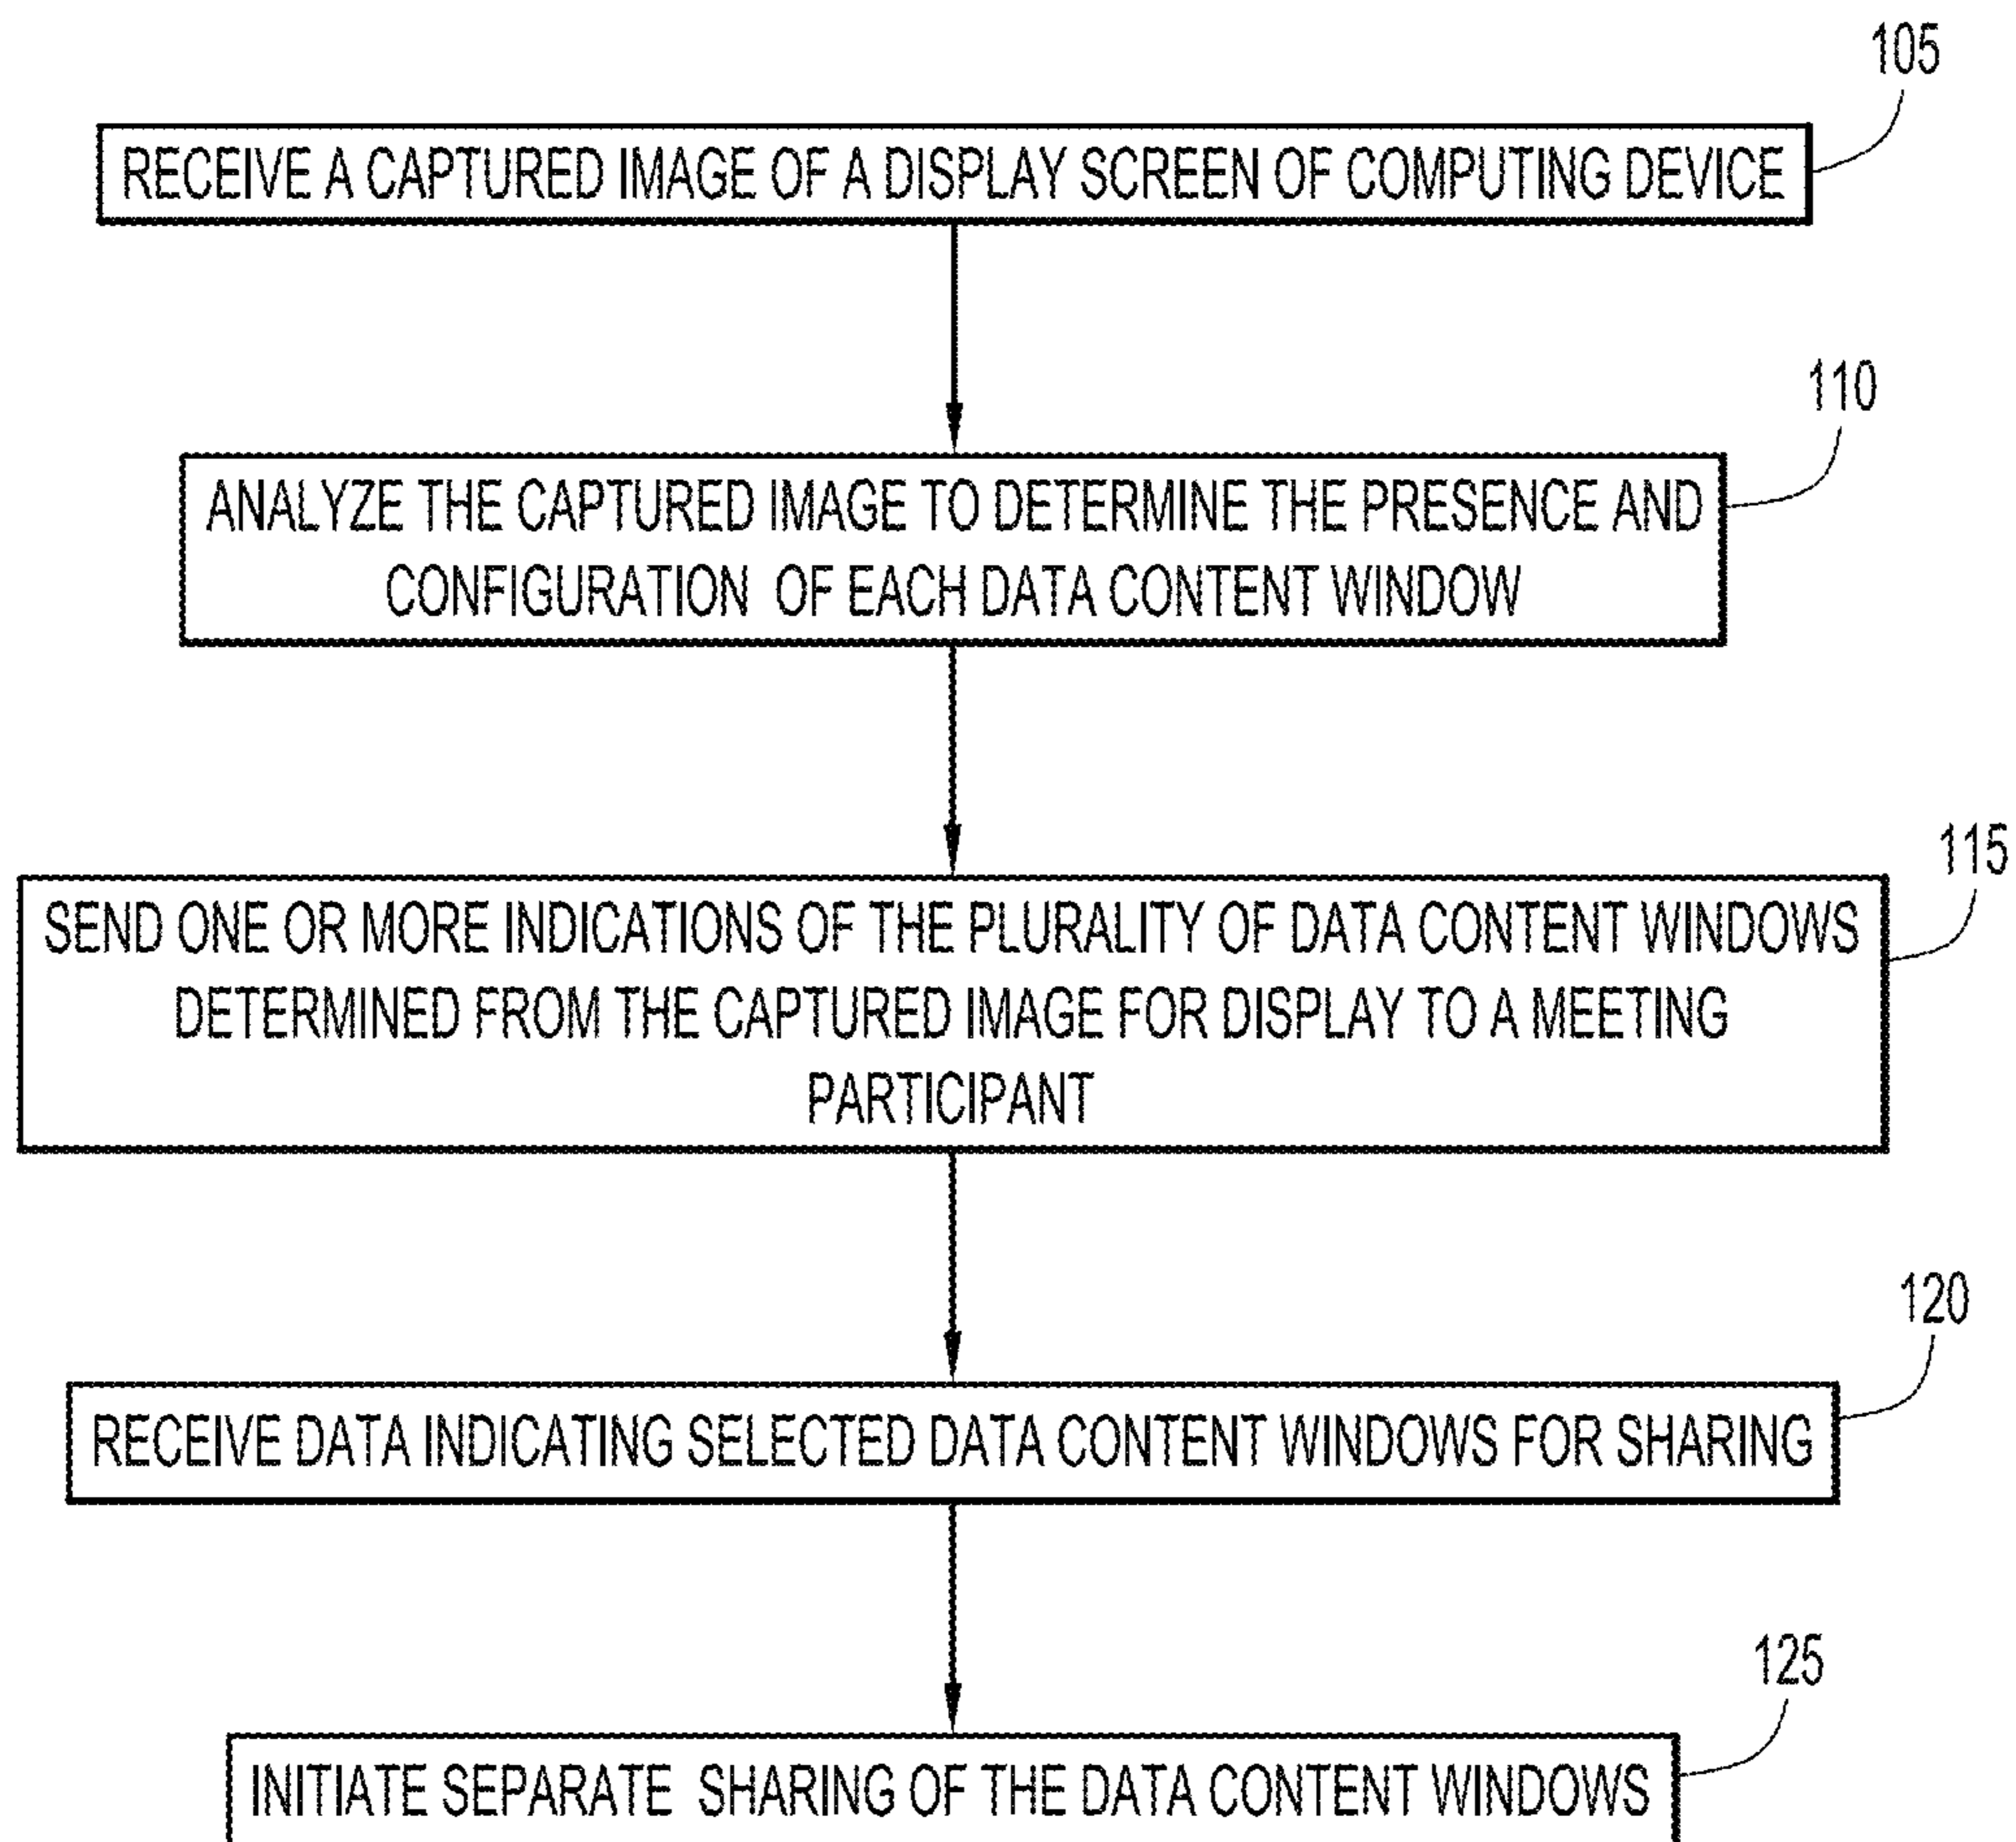 105
RECEIVE A CAPTURED IMAGE OF A DISPLAY SCREEN OF COMPUTING DEVICE
110
ANALYZE THE CAPTURED IMAGE TO DETERMINE THE PRESENCE AND
CONFIGURATION OF EACH DATA CONTENT WINDOW
115
SEND ONE OR MORE INDICATIONS OF THE PLURALITY OF DATA CONTENT WINDOWS
DETERMINED FROM THE CAPTURED IMAGE FOR DISPLAY TO A MEETING
PARTICIPANT
120
RECEIVE DATA INDICATING SELECTED DATA CONTENT WINDOWS FOR SHARING
125
INITIATE SEPARATE SHARING OF THE DATA CONTENT WINDOWS